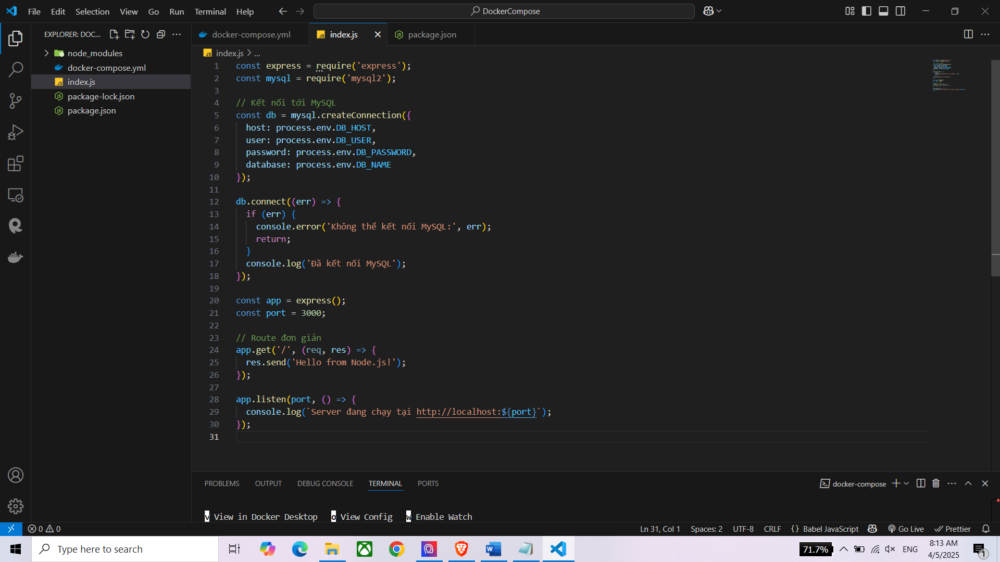 File Edit Selection View Go Run Terminal Help
DockerCompose
EXPLORER: DOC...
node_modules
docker-compose.yml
index.js
package-lock.json
package.json
docker-compose.yml
index.js
package.json
index.js > ...
1 const express = require('express');
2 const mysql = require('mysql2');
3
4 // Kết nối tới MySQL
5 const db = mysql.createConnection({
6 host: process.env.DB_HOST,
7 user: process.env.DB_USER,
8 password: process.env.DB_PASSWORD,
9 database: process.env.DB_NAME
10 });
11
12 db.connect((err) => {
13 if (err) {
14 console.error('Không thể kết nối MySQL:', err);
15 return;
16 }
17 console.log('Đã kết nối MySQL');
18 });
19
20 const app = express();
21 const port = 3000;
22
23 // Route đơn giản
24 app.get('/', (req, res) => {
25 res.send('Hello from Node.js!');
26 });
27
28 app.listen(port, () => {
29 console.log(`Server đang chạy tại http://localhost:${port}`);
30 });
31
PROBLEMS OUTPUT DEBUG CONSOLE TERMINAL PORTS
docker-compose
v View in Docker Desktop o View Config w Enable Watch
0 0
Ln 31, Col 1 Spaces: 2 UTF-8 CRLF {} Babel JavaScript Go Live Prettier
Type here to search
71.7%
ENG
8:13 AM
4/5/2025
1